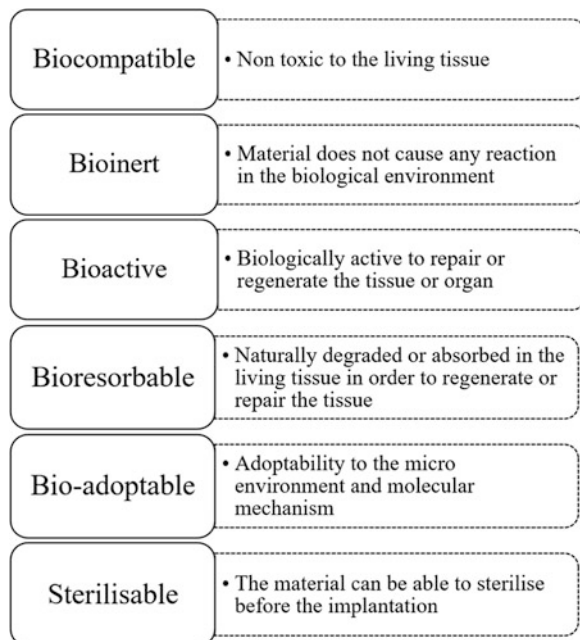 Biocompatible
• Non toxic to the living tissue
Bioinert
• Material does not cause any reaction
in the biological environment
Bioactive
• Biologically active to repair or
regenerate the tissue or organ
Bioresorbable
• Naturally degraded or absorbed in the
living tissue in order to regenerate or
repair the tissue
Bio-adoptable
• Adoptability to the micro
environment and molecular
mechanism
Sterilisable
• The material can be able to sterilise
before the implantation